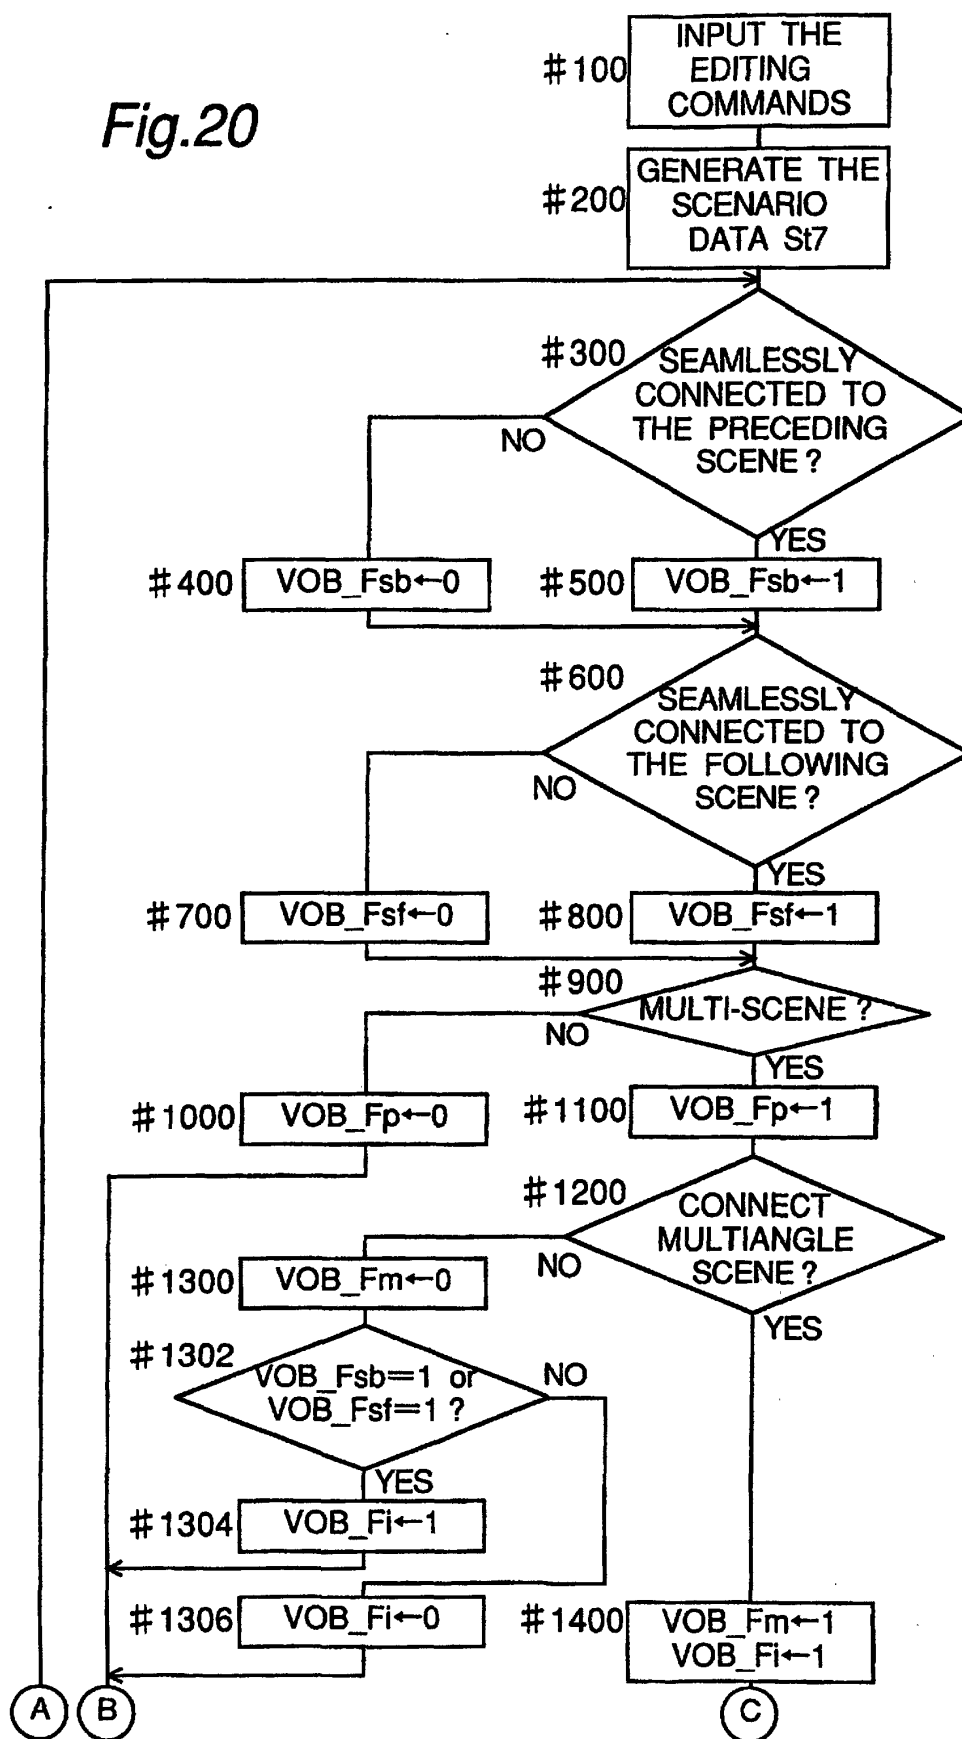 Fig.20
#100
INPUT THE
EDITING
COMMANDS
#200
GENERATE THE
SCENARIO
DATA St7
#300
SEAMLESSLY
CONNECTED TO
THE PRECEDING
SCENE?
NO
YES
#400
VOB_Fsb←0
#500
VOB_Fsb←1
#600
SEAMLESSLY
CONNECTED TO
THE FOLLOWING
SCENE?
NO
YES
#700
VOB_Fsf←0
#800
VOB_Fsf←1
#900
MULTI-SCENE?
NO
YES
#1000
VOB_Fp←0
#1100
VOB_Fp←1
#1200
CONNECT
MULTIANGLE
SCENE?
NO
YES
#1300
VOB_Fm←0
#1302
VOB_Fsb=1 or
VOB_Fsf=1?
NO
YES
#1304
VOB_Fi←1
#1306
VOB_Fi←0
#1400
VOB_Fm←1
VOB_Fi←1
A
B
C